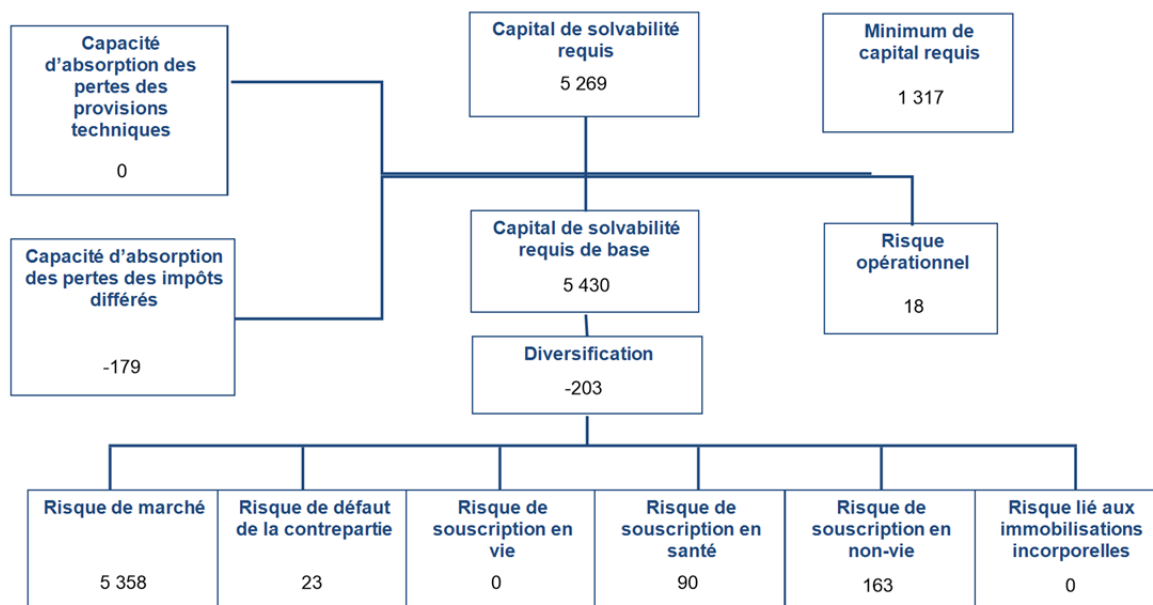 Capacité
d’absorption des
pertes des
provisions
techniques
0
Capital de solvabilité
requis
5 269
Minimum de
capital requis
1 317
Capacité d’absorption
des pertes des impôts
différés
-179
Capital de solvabilité
requis de base
5 430
Risque
opérationnel
18
Diversification
-203
Risque de marché
5 358
Risque de défaut
de la contrepartie
23
Risque de
souscription en
vie
0
Risque de
souscription en
santé
90
Risque de
souscription en
non-vie
163
Risque lié aux
immobilisations
incorporelles
0